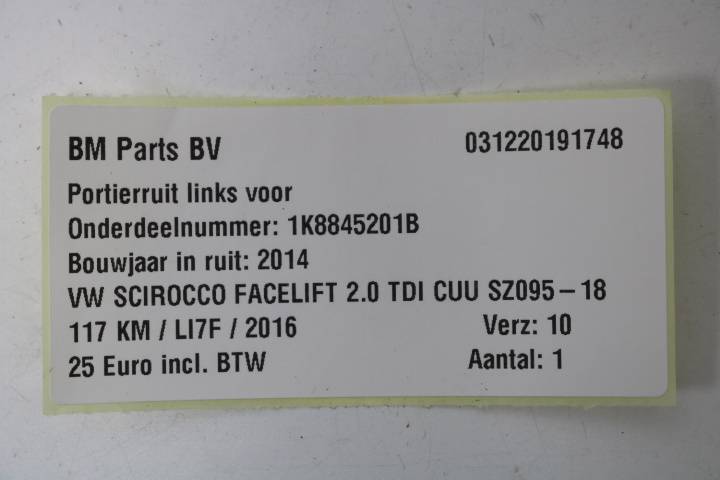 BM Parts BV 031220191748
Portierruit links voor
Onderdeelnummer: 1K8845201B
Bouwjaar in ruit: 2014
VW SCIROCCO FACELIFT 2.0 TDI CUU SZ095-18
117 KM / LI7F / 2016 Verz: 10
25 Euro incl. BTW Aantal: 1